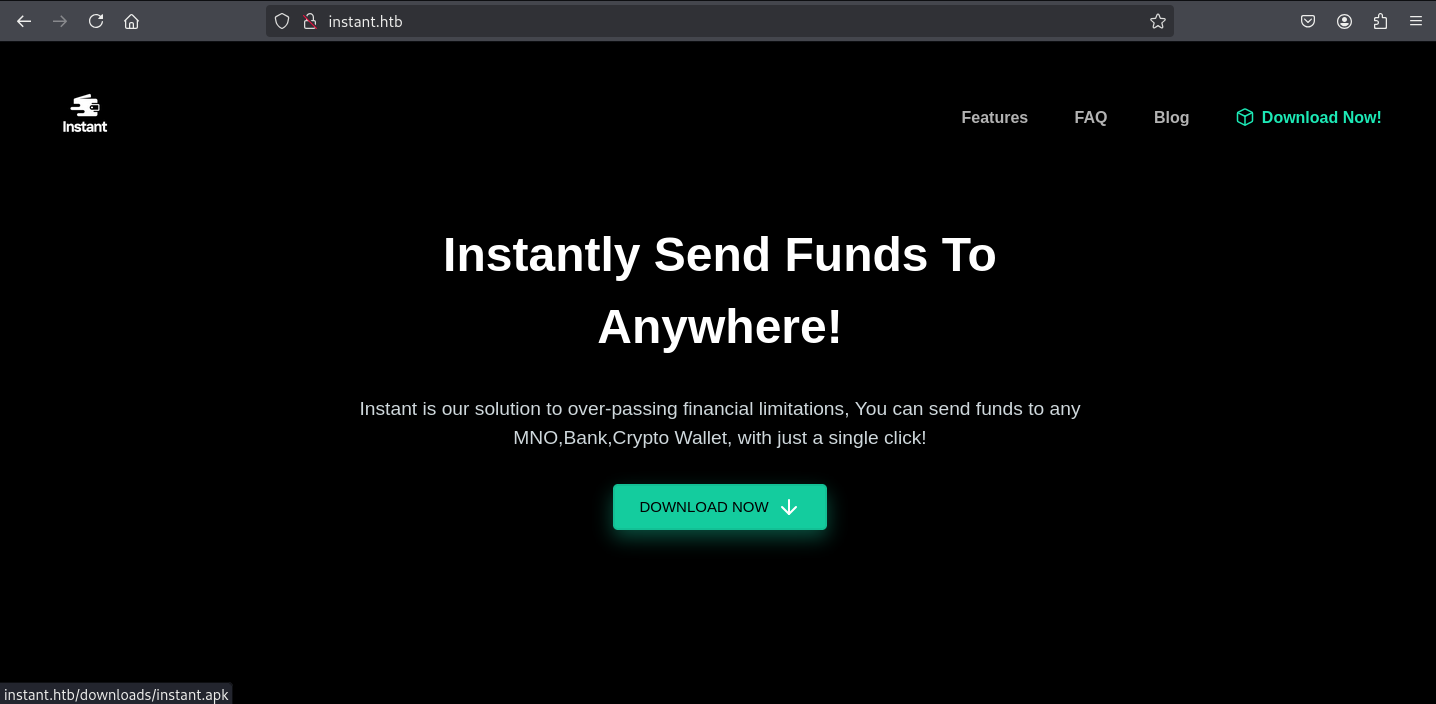 instant.htb
Instant
Features
FAQ
Blog
Download Now!
Instantly Send Funds To
Anywhere!
Instant is our solution to over-passing financial limitations, You can send funds to any
MNO,Bank,Crypto Wallet, with just a single click!
DOWNLOAD NOW
instant.htb/downloads/instant.apk